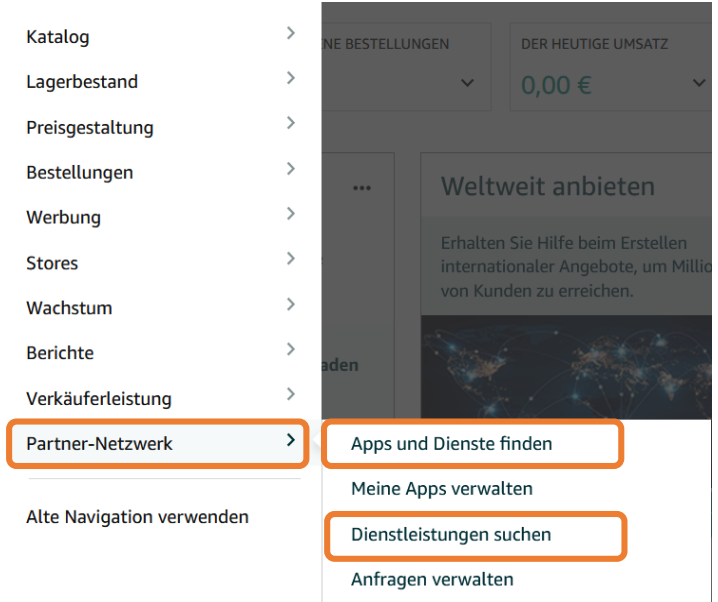 Katalog
Lagerbestand
Preisgestaltung
Bestellungen
Werbung
Stores
Wachstum
Berichte
Verkäuferleistung
Partner-Netzwerk
Alte Navigation verwenden
NE BESTELLUNGEN
DER HEUTIGE UMSATZ
0,00 €
Weltweit anbieten
Erhalten Sie Hilfe beim Erstellen
internationaler Angebote, um Millio
von Kunden zu erreichen.
aden
Apps und Dienste finden
Meine Apps verwalten
Dienstleistungen suchen
Anfragen verwalten